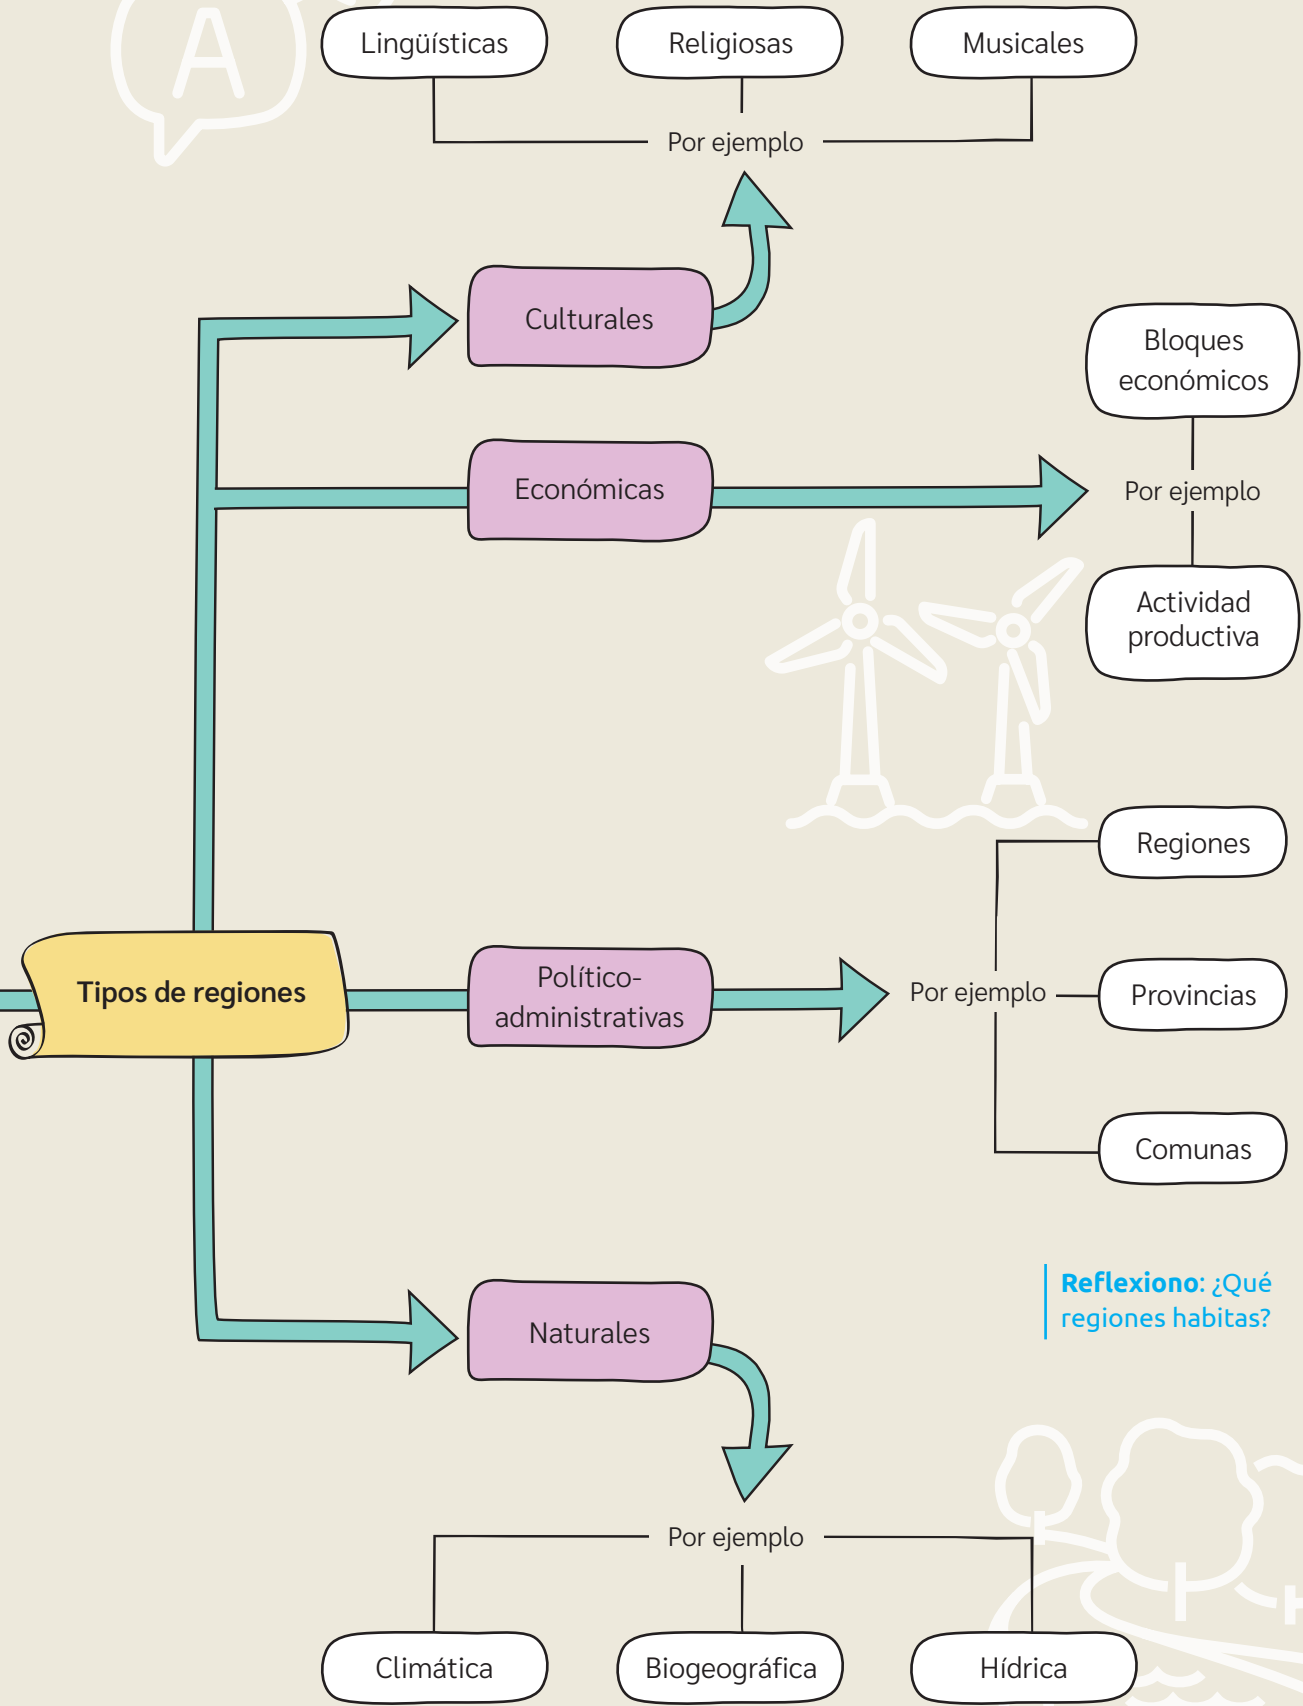 A
Lingüísticas
Religiosas
Musicales
Por ejemplo
Culturales
Económicas
Bloques
económicos
Por ejemplo
Actividad
productiva
Tipos de regiones
Político-
administrativas
Por ejemplo
Regiones
Provincias
Comunas
Reflexiono: ¿Qué
regiones habitas?
Naturales
Por ejemplo
Climática
Biogeográfica
Hídrica